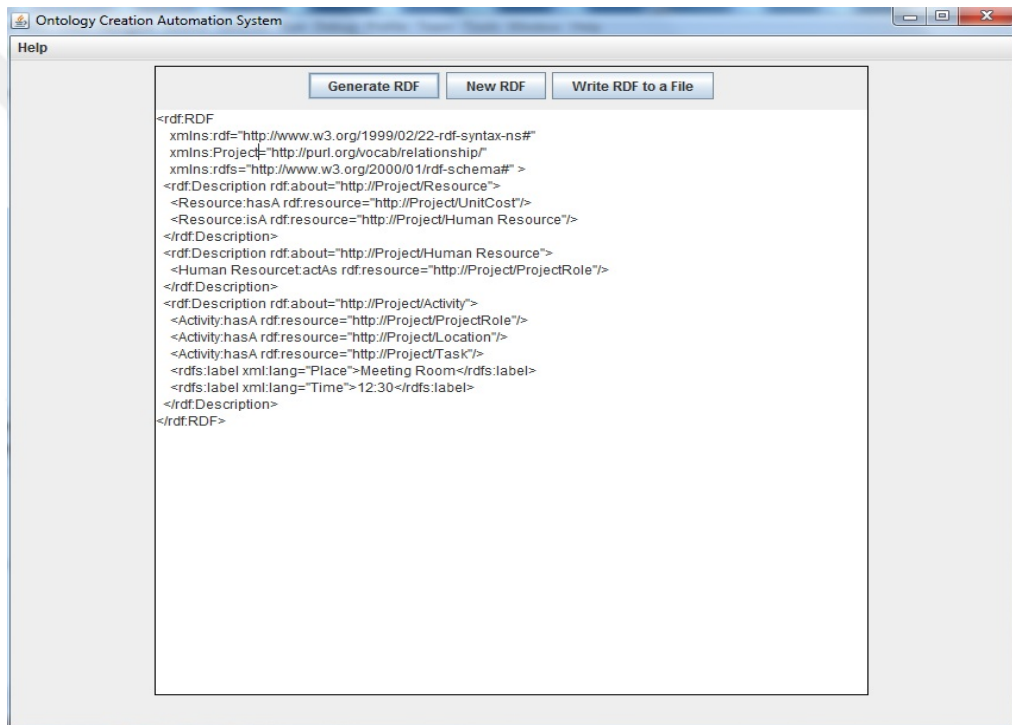 Ontology Creation Automation System
Help
Generate RDF New RDF Write RDF to a File
<rdf:RDF
xmlns:rdf="http://www.w3.org/1999/02/22-rdf-syntax-ns#"
xmlns:Project="http://purl.org/vocab/relationship/"
xmlns:rdfs="http://www.w3.org/2000/01/rdf-schema#" >
<rdf:Description rdf:about="http://Project/Resource">
<Resource:hasA rdf:resource="http://Project/UnitCost"/>
<Resource:isA rdf:resource="http://Project/Human Resource"/>
</rdf:Description>
<rdf:Description rdf:about="http://Project/Human Resource">
<Human Resourcet:actAs rdf:resource="http://Project/ProjectRole"/>
</rdf:Description>
<rdf:Description rdf:about="http://Project/Activity">
<Activity:hasA rdf:resource="http://Project/ProjectRole"/>
<Activity:hasA rdf:resource="http://Project/Location"/>
<Activity:hasA rdf:resource="http://Project/Task"/>
<rdfs:label xml:lang="Place">Meeting Room</rdfs:label>
<rdfs:label xml:lang="Time">12:30</rdfs:label>
</rdf:Description>
</rdf:RDF>